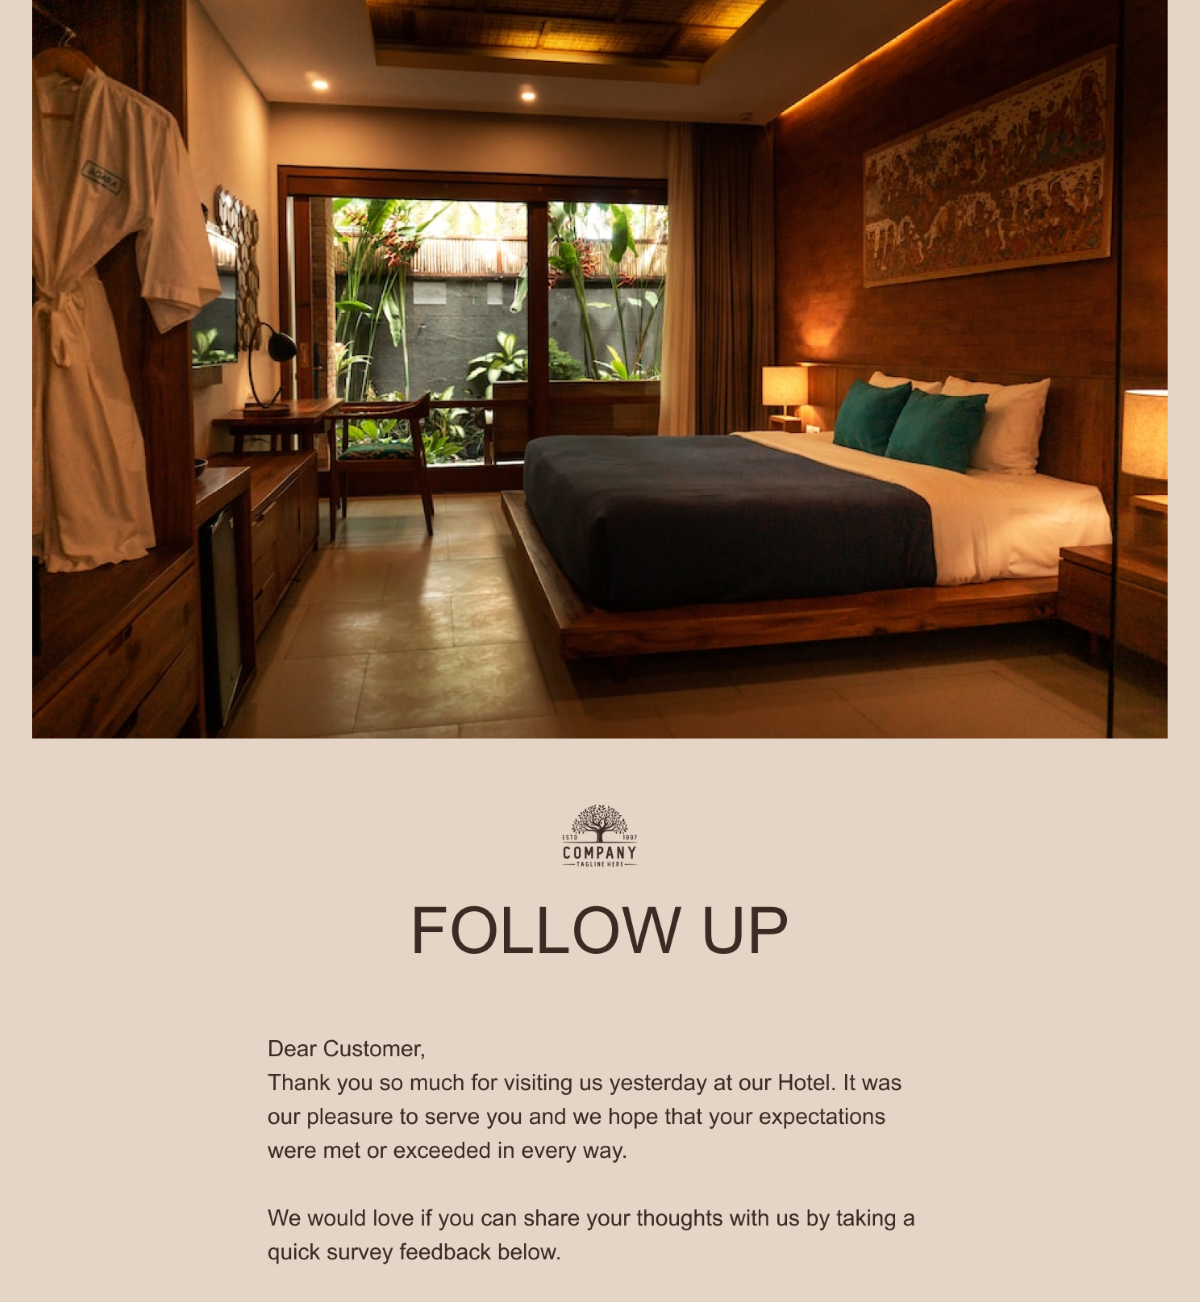 ESTD 1997
COMPANY
TAGLINE HERE
FOLLOW UP
Dear Customer,
Thank you so much for visiting us yesterday at our Hotel. It was
our pleasure to serve you and we hope that your expectations
were met or exceeded in every way.
We would love if you can share your thoughts with us by taking a
quick survey feedback below.